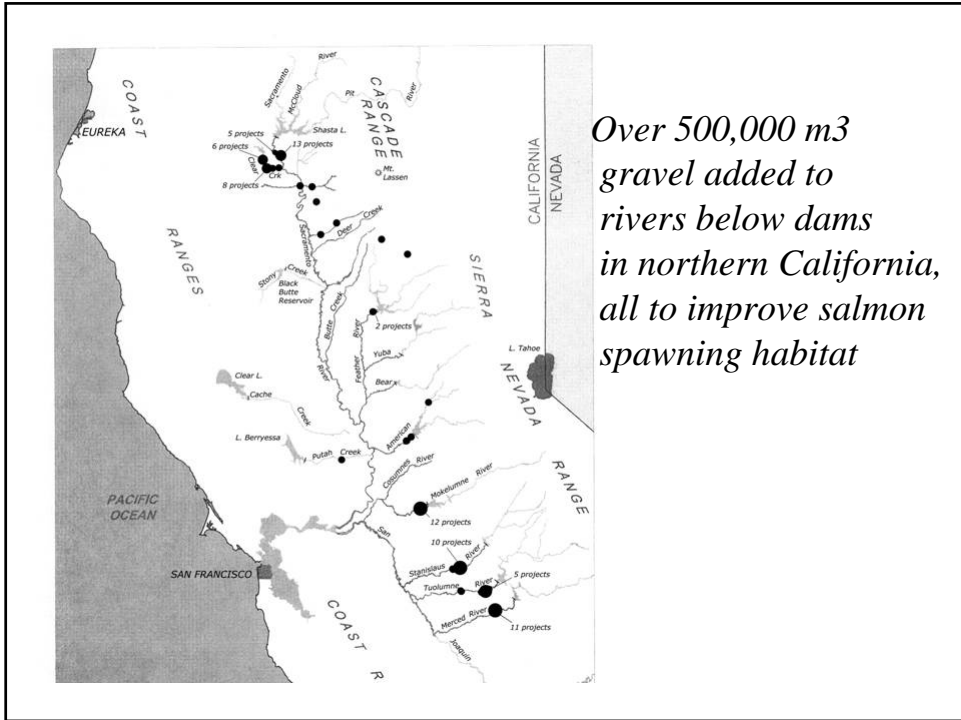 Over 500,000 m3
gravel added to
rivers below dams
in northern California,
all to improve salmon
spawning habitat
COAST
RANGES
EUREKA
Sacramento
River
McCloud
Pit
River
CASCADE
RANGE
Shasta L.
5 projects
13 projects
6 projects
Clear
Crk
8 projects
Mt.
Lassen
CALIFORNIA
NEVADA
Sacramento
River
Deer Creek
Stony Creek
Black
Butte
Reservoir
Butte Creek
SIERRA
NEVADA
RANGE
2 projects
Feather River
Yuba
Bear
L. Tahoe
Clear L.
Cache
Creek
L. Berryessa
Putah Creek
American
Cosumnes River
Mokelumne River
12 projects
PACIFIC
OCEAN
SAN FRANCISCO
San
Joaquin
10 projects
Stanislaus River
Tuolumne River
5 projects
Merced River
11 projects
COAST R